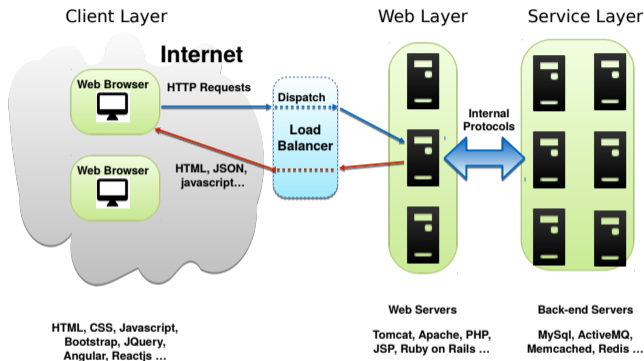 Client Layer
Web Layer
Service Layer
Internet
Web Browser
HTTP Requests
Dispatch
Load
Balancer
Internal
Protocols
HTML, JSON,
javascript...
Web Browser
Web Servers
Back-end Servers
HTML, CSS, Javascript,
Bootstrap, JQuery,
Angular, Reactjs ...
Tomcat, Apache, PHP,
JSP, Ruby on Rails ...
MySql, ActiveMQ,
Memcached, Redis ...